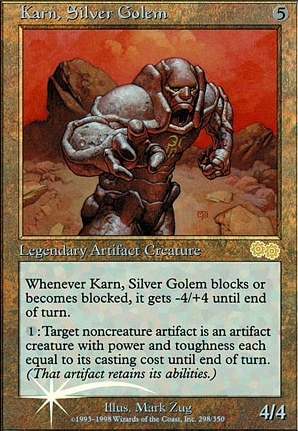 Karn, Silver Golem 5
Legendary Artifact Creature
Whenever Karn, Silver Golem blocks or
becomes blocked, it gets -4/+4 until end
of turn.
1 : Target noncreature artifact is an artifact
creature with power and toughness each
equal to its casting cost until end of turn.
(That artifact retains its abilities.)
Illus. Mark Zug
©1993-1998 Wizards of the Coast, Inc. 298/350
4/4